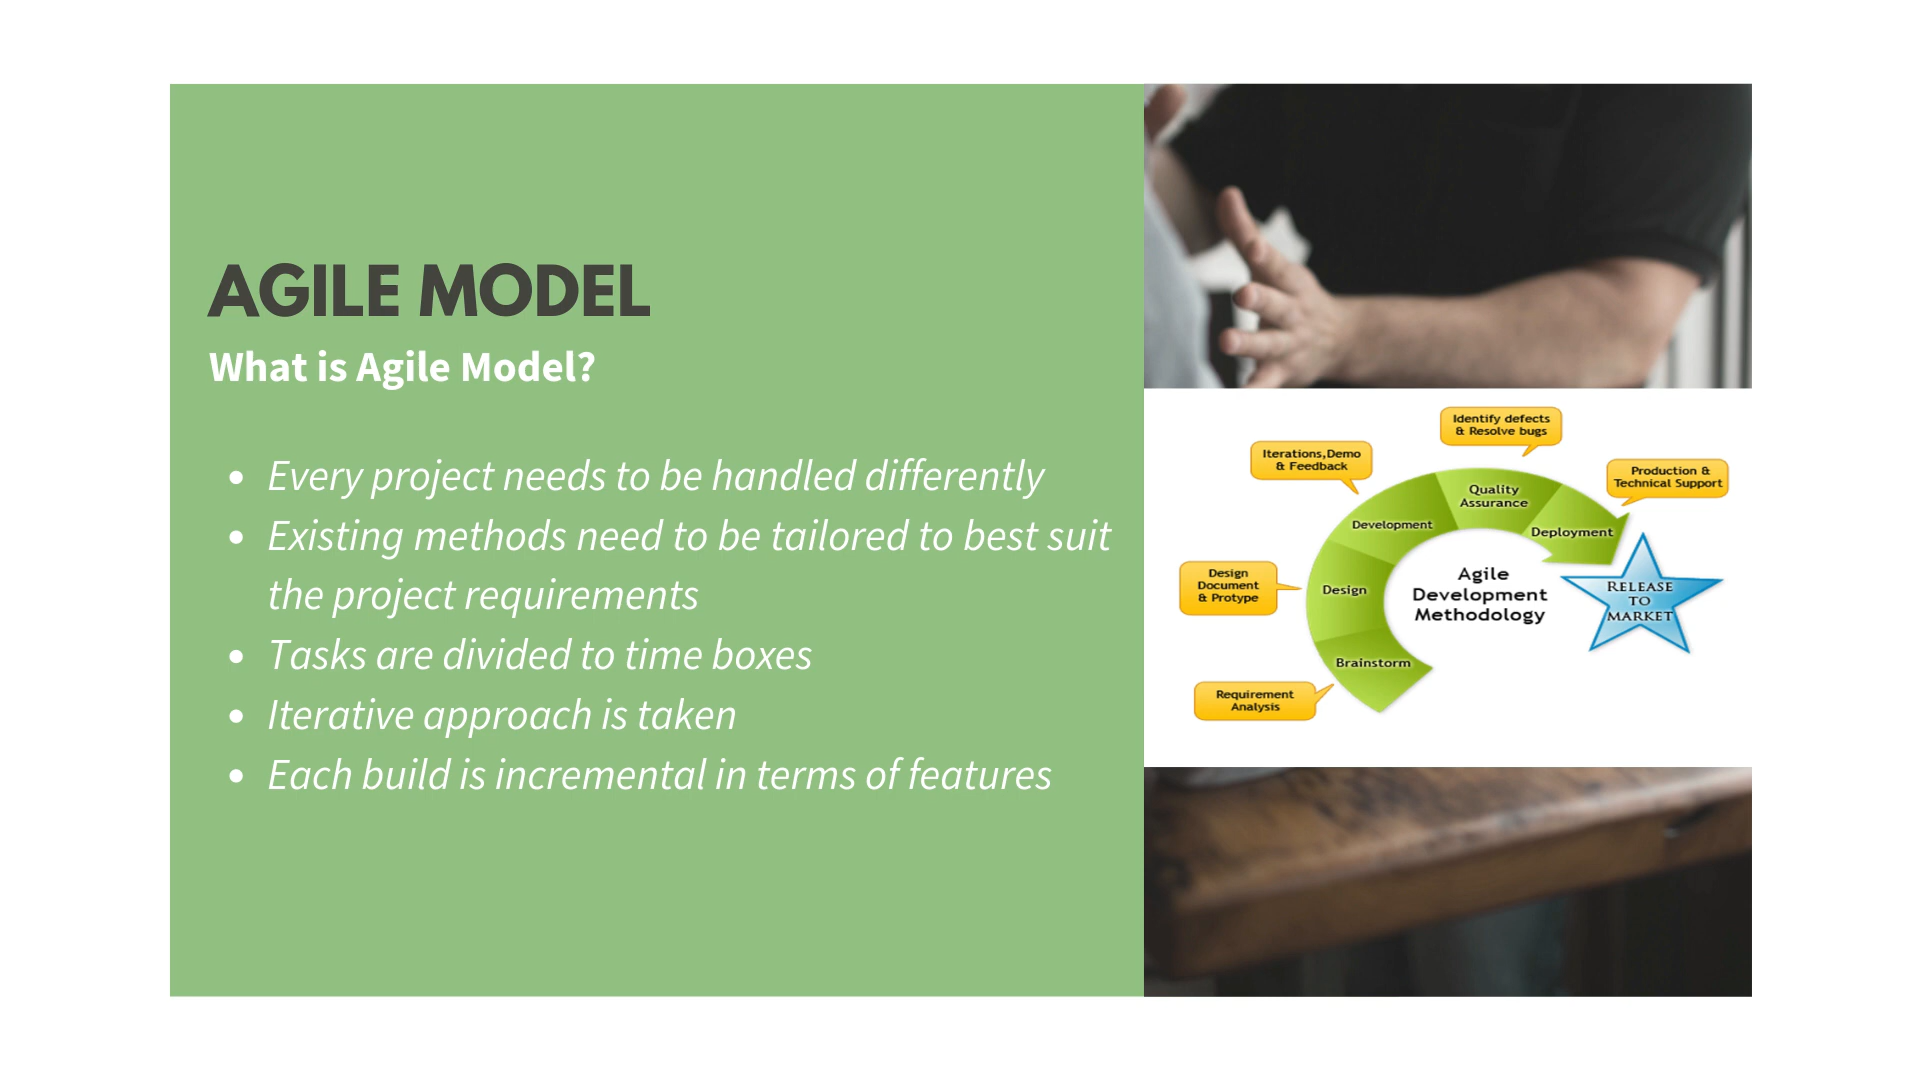 AGILE MODEL
What is Agile Model?
• Every project needs to be handled differently
• Existing methods need to be tailored to best suit
the project requirements
• Tasks are divided to time boxes
• Iterative approach is taken
• Each build is incremental in terms of features
Identify defects
& Resolve bugs
Iterations,Demo
& Feedback
Production &
Technical Support
Quality
Assurance
Development
Deployment
Design
Document
& Protype
Design
Agile
Development
Methodology
RELEASE
TO
MARKET
Brainstorm
Requirement
Analysis